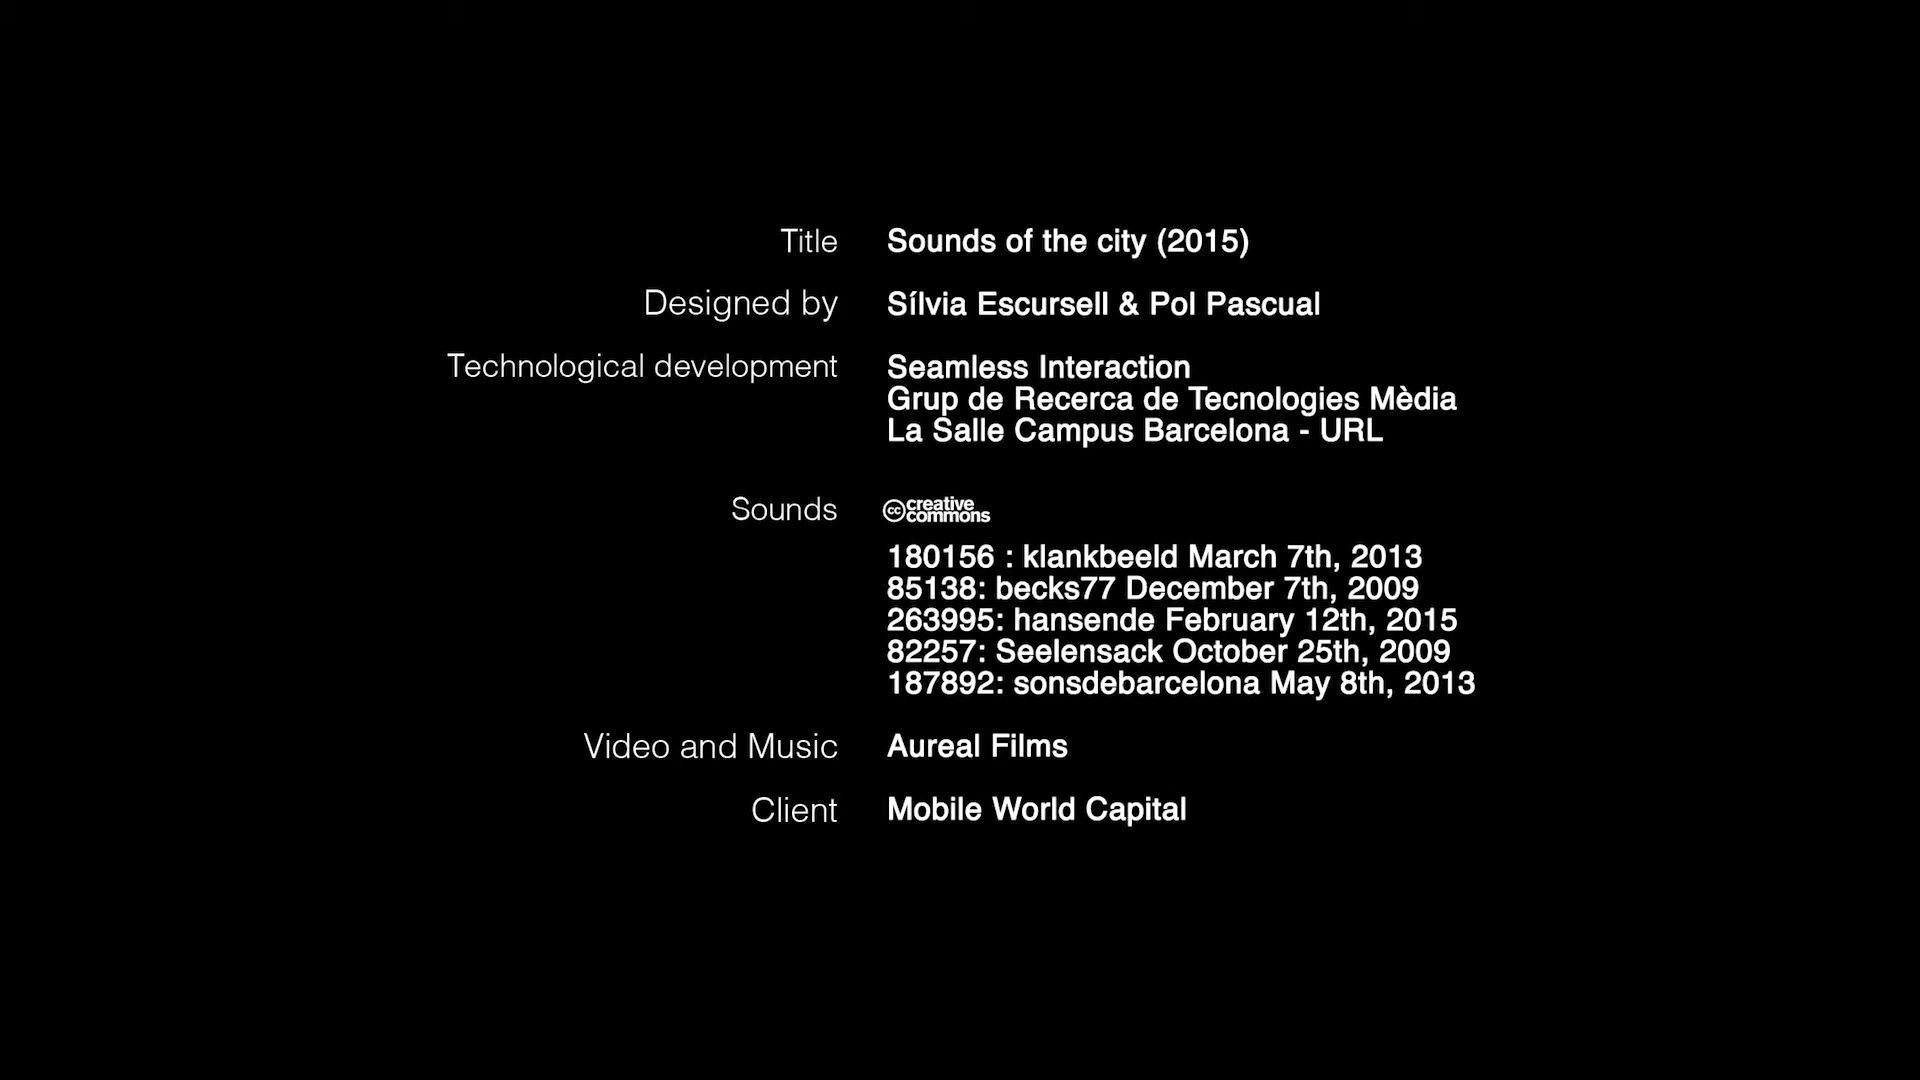 Title Sounds of the city (2015)
Designed by Sílvia Escursell & Pol Pascual
Technological development Seamless Interaction
Grup de Recerca de Tecnologies Mèdia
La Salle Campus Barcelona - URL
Sounds cc creative
commons
180156 : klankbeeld March 7th, 2013
85138: becks77 December 7th, 2009
263995: hansende February 12th, 2015
82257: Seelensack October 25th, 2009
187892: sonsdebarcelona May 8th, 2013
Video and Music Aureal Films
Client Mobile World Capital